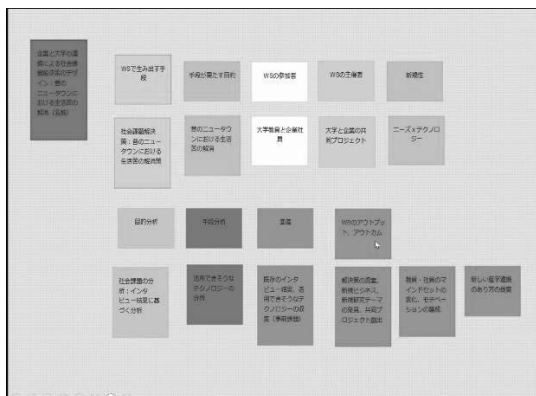 企業と大学の連
携による社会課
題解決策のデザ
イン：昔の
ニュータウンに
おける生活苦の
解消（仮称）
WSで生み出す手
段
手段が果たす目的
WSの参加者
WSの主催者
新規性
社会課題解決
策：昔のニュー
タウンにおける
生活苦の解消策
昔のニュータウ
ンにおける生活
苦の解消
大学教員と企業社
員
大学と企業の共
同プロジェクト
ニーズxテクノロ
ジー
目的分析
手段分析
WSのアウトプッ
ト、アウトカム
社会課題の分
析：インタ
ビュー結果に基
づく分析
活用できそうな
テクノロジーの
分析
既存のインタ
ビュー結果、活
用できそうなテ
クノロジーの収
集（事前準備）
解決策の提案、
新規ビジネス、
新規研究テーマ
の発見、共同プ
ロジェクト創出
教員・社員のマ
インドセットの
変化、モチベー
ションの醸成
新しい産学連携
のあり方の提案